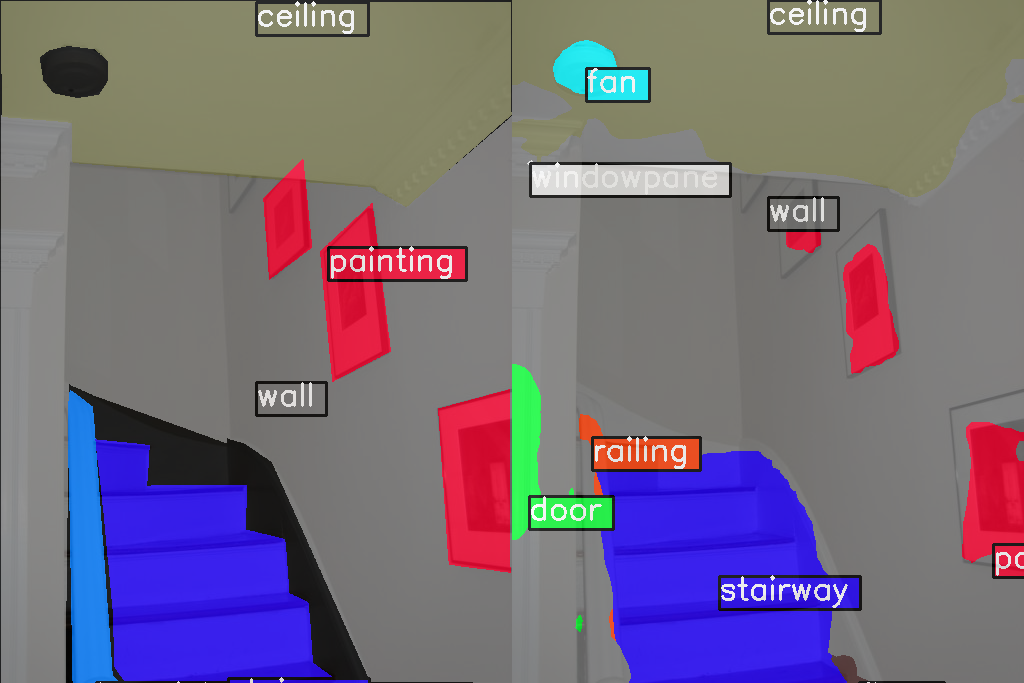 ceiling
painting
wall
ceiling
fan
windowpane
wall
railing
door
stairway